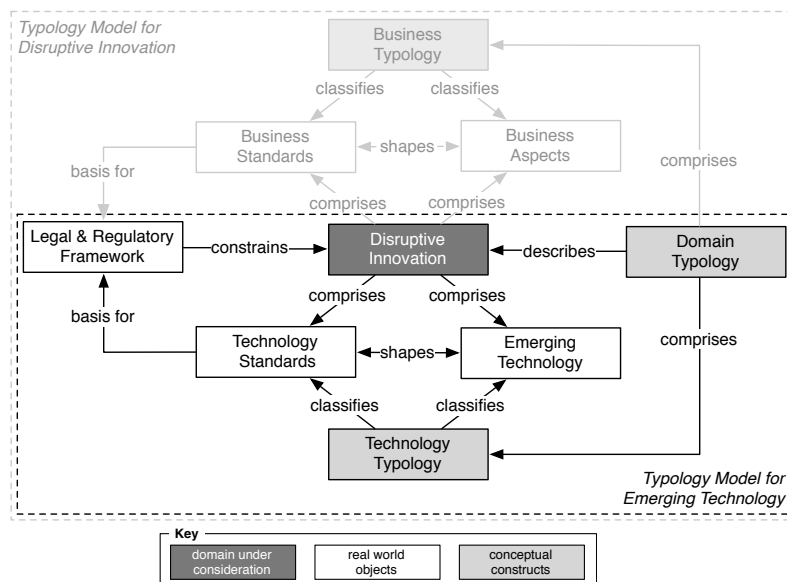 Typology Model for
Disruptive Innovation
Business
Typology
classifies
classifies
Business
Standards
shapes
Business
Aspects
basis for
comprises
comprises
comprises
Legal & Regulatory
Framework
constrains
Disruptive
Innovation
describes
Domain
Typology
comprises
comprises
basis for
Technology
Standards
shapes
Emerging
Technology
comprises
classifies
classifies
Technology
Typology
Typology Model for
Emerging Technology
Key
domain under
consideration
real world
objects
conceptual
constructs